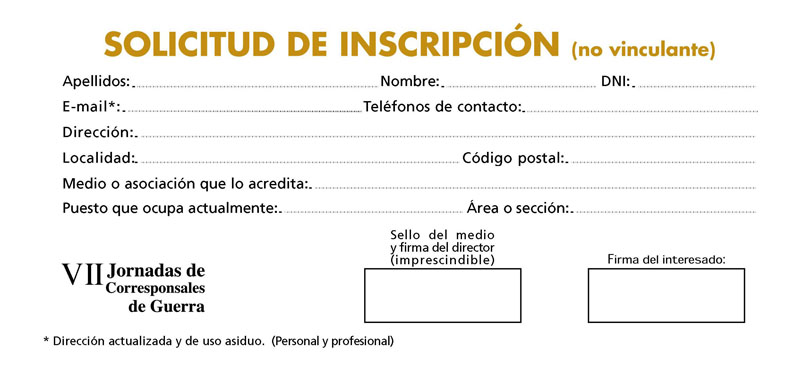 SOLICITUD DE INSCRIPCIÓN (no vinculante)
Apellidos: Nombre: DNI:
E-mail*: Teléfonos de contacto:
Dirección:
Localidad: Código postal:
Medio o asociación que lo acredita:
Puesto que ocupa actualmente: Área o sección:
Sello del medio
y firma del director
(imprescindible)
Firma del interesado:
VII Jornadas de
Corresponsales
de Guerra
* Dirección actualizada y de uso asiduo. (Personal y profesional)